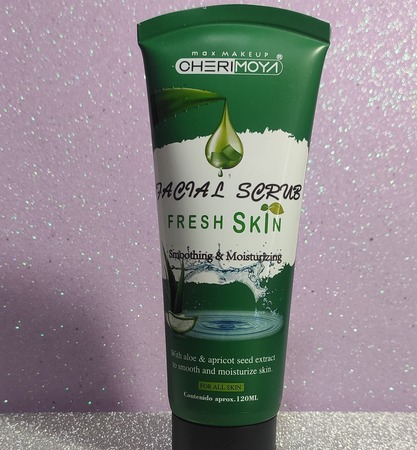 max MAKEUP
CHERIMOYA®
FACIAL SCRUB
FRESH SKIN
Smoothing & Moisturizing
With aloe & apricot seed extract
to smooth and moisturize skin.
FOR ALL SKIN
Contenido aprox.120ML